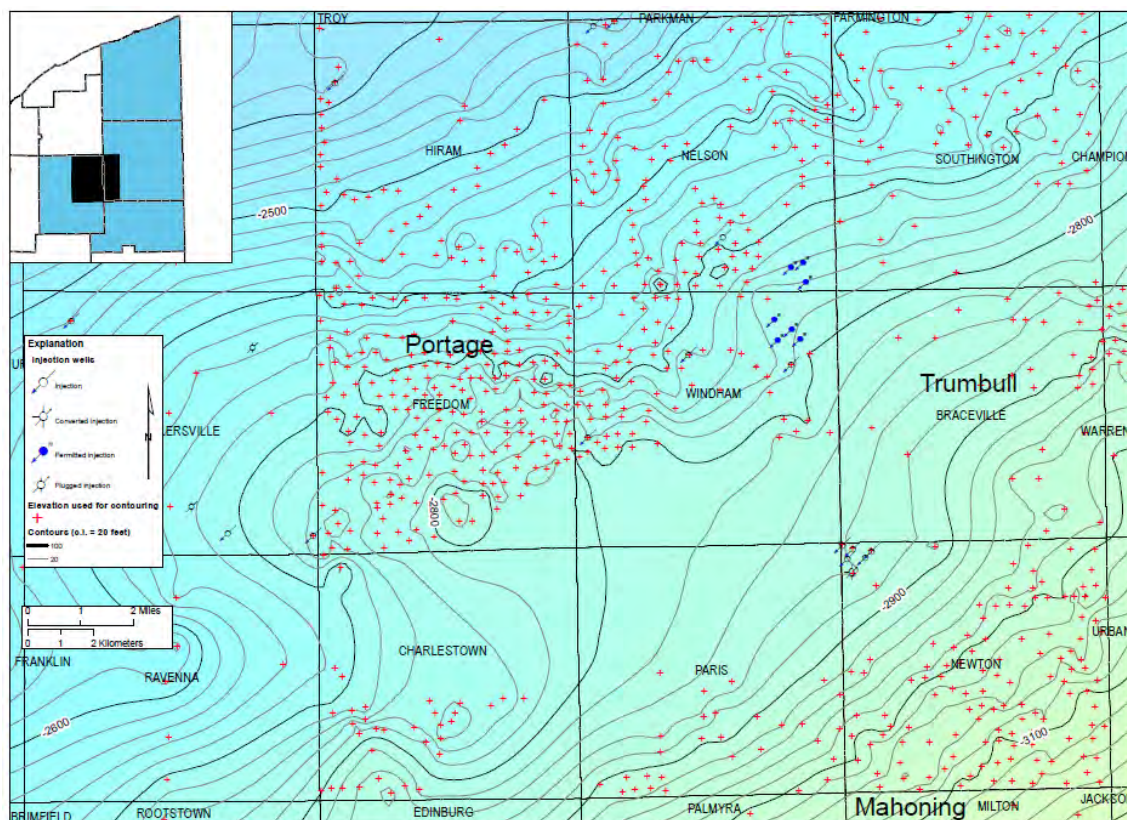 TROY
PARKMAN
FARMINGTON
HIRAM
NELSON
SOUTHINGTON
CHAMPION
-2500
-2800
Explanation
Injection wells
Injection
Converted injection
Permitted injection
Plugged injection
Elevation used for contouring
Contours (c.i. = 20 feet)
100
20
N
Portage
FREEDOM
WINDHAM
Trumbull
BRACEVILLE
LERSVILLE
WARREN
-2800
0 1 2 Miles
0 1 2 Kilometers
-2900
FRANKLIN
RAVENNA
CHARLESTOWN
PARIS
NEWTON
URBAN
-2600
-3100
BRIMFIELD
ROOTSTOWN
EDINBURG
PALMYRA
Mahoning
MILTON
JACKSON